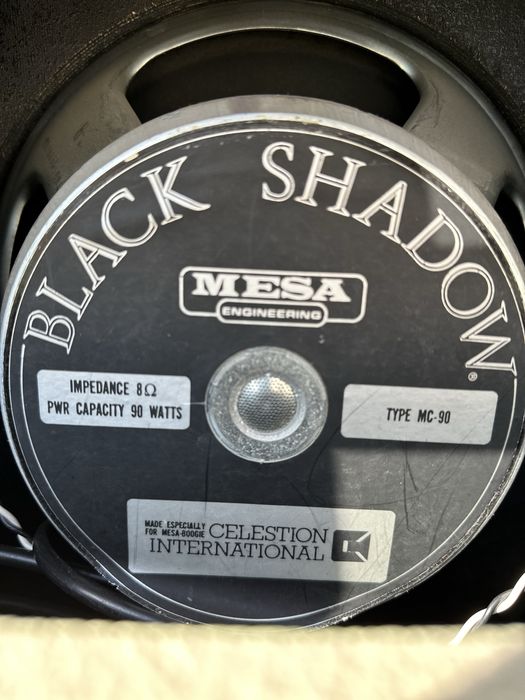 BLACK SHADOW
®
MESA
ENGINEERING
IMPEDANCE 8Ω
PWR CAPACITY 90 WATTS
TYPE MC-90
MADE ESPECIALLY
FOR MESA-BOOGIE
CELESTION
INTERNATIONAL